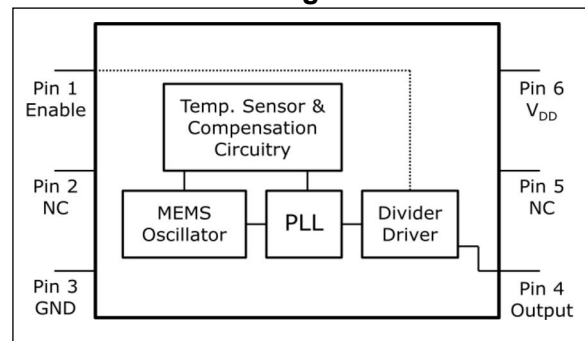 Pin 1
Enable
Pin 2
NC
Pin 3
GND
Temp. Sensor &
Compensation
Circuitry
MEMS
Oscillator
PLL
Divider
Driver
Pin 6
VDD
Pin 5
NC
Pin 4
Output